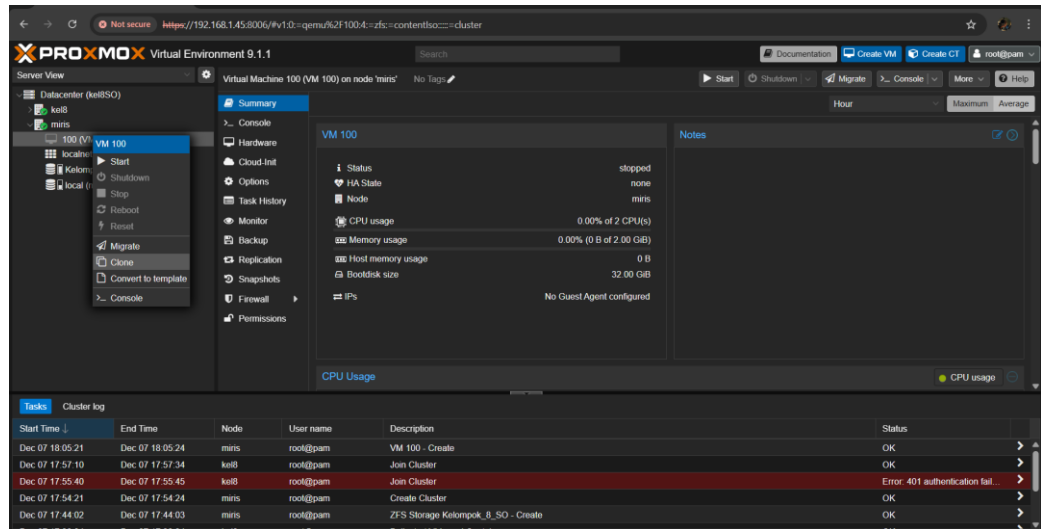 Not secure https://192.168.1.45:8006/#v1:0:=qemu%2F100:4:=zfs:=contentIso:::::=cluster
PROXMOX Virtual Environment 9.1.1 Search Documentation Create VM Create CT root@pam
Server View Virtual Machine 100 (VM 100) on node 'miris' No Tags Start Shutdown Migrate Console More Help
Datacenter (kel8SO)
kel8
miris
100 (VM
localnet
Kelom
local (
VM 100
Start
Shutdown
Stop
Reboot
Reset
Migrate
Clone
Convert to template
Console
Summary
Console
Hardware
Cloud-Init
Options
Task History
Monitor
Backup
Replication
Snapshots
Firewall
Permissions
Hour Maximum Average
VM 100
Status stopped
HA State none
Node miris
CPU usage 0.00% of 2 CPU(s)
Memory usage 0.00% (0 B of 2.00 GiB)
Host memory usage 0 B
Bootdisk size 32.00 GiB
IPs No Guest Agent configured
Notes
CPU Usage CPU usage
Tasks Cluster log
Start Time End Time Node User name Description Status
Dec 07 18:05:21 Dec 07 18:05:24 miris root@pam VM 100 - Create OK
Dec 07 17:57:10 Dec 07 17:57:34 kel8 root@pam Join Cluster OK
Dec 07 17:55:40 Dec 07 17:55:45 kel8 root@pam Join Cluster Error: 401 authentication fail...
Dec 07 17:54:21 Dec 07 17:54:24 miris root@pam Create Cluster OK
Dec 07 17:44:02 Dec 07 17:44:03 miris root@pam ZFS Storage Kelompok_8_SO - Create OK